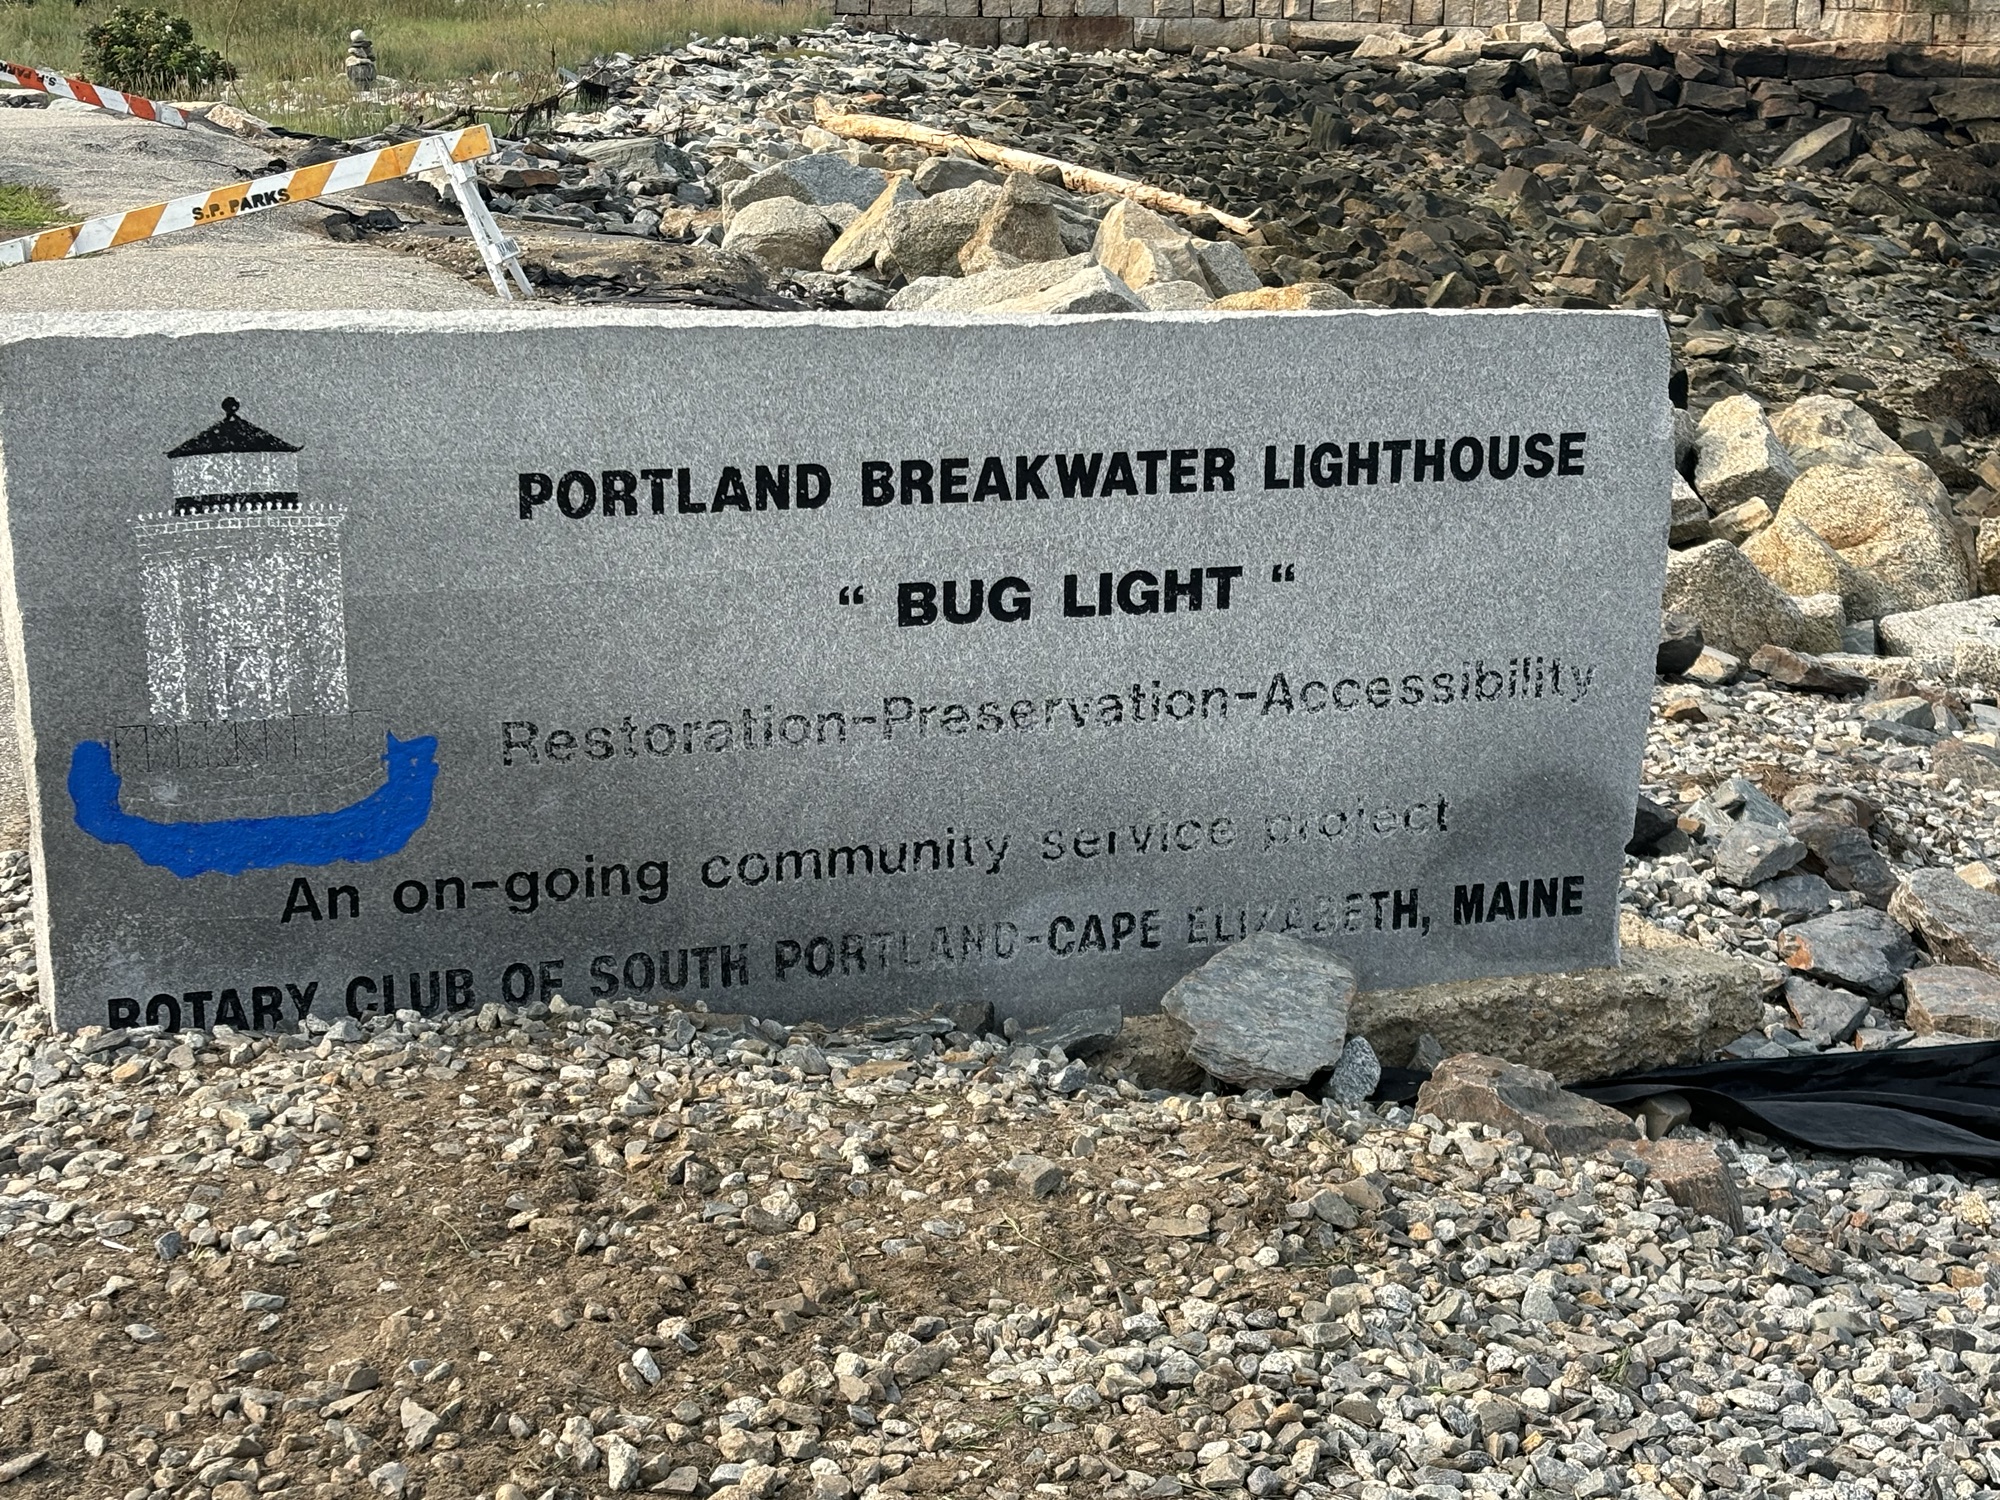 S.P. PARKS
S.P. PARKS
PORTLAND BREAKWATER LIGHTHOUSE
“ BUG LIGHT “
Restoration-Preservation-Accessibility
An on-going community service project
ROTARY CLUB OF SOUTH PORTLAND-CAPE ELIZABETH, MAINE